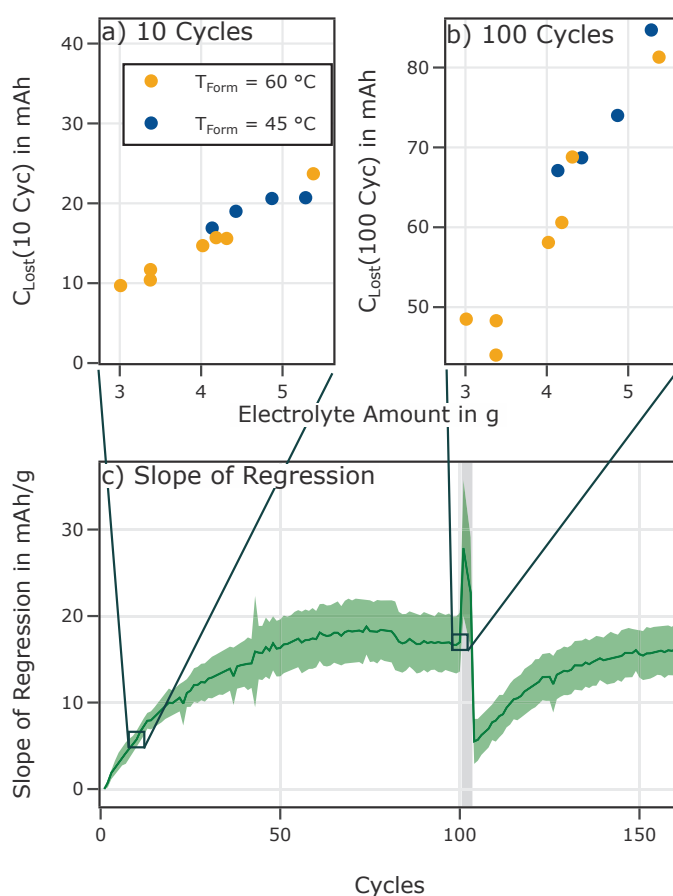 a) 10 Cycles
b) 100 Cycles
T_Form = 60 °C
T_Form = 45 °C
C_Lost(10 Cyc) in mAh
40
30
20
10
0
3
4
5
C_Lost(100 Cyc) in mAh
80
70
60
50
3
4
5
Electrolyte Amount in g
c) Slope of Regression
Slope of Regression in mAh/g
30
20
10
0
0
50
100
150
Cycles